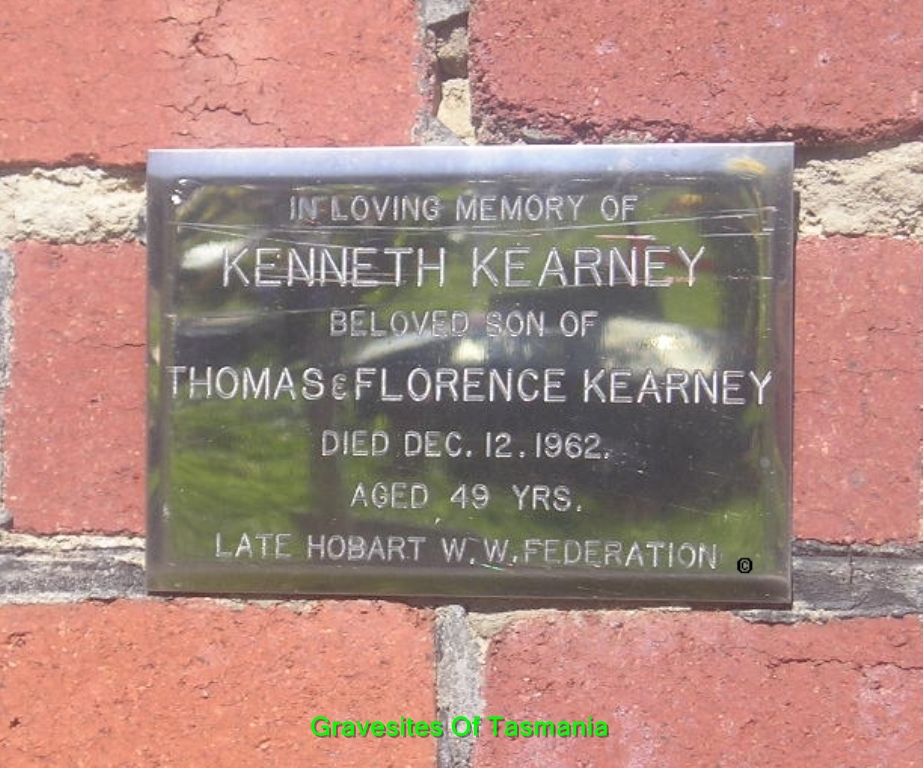 IN LOVING MEMORY OF
KENNETH KEARNEY
BELOVED SON OF
THOMAS & FLORENCE KEARNEY
DIED DEC. 12. 1962.
AGED 49 YRS.
LATE HOBART W.W. FEDERATION
©
Gravesites Of Tasmania